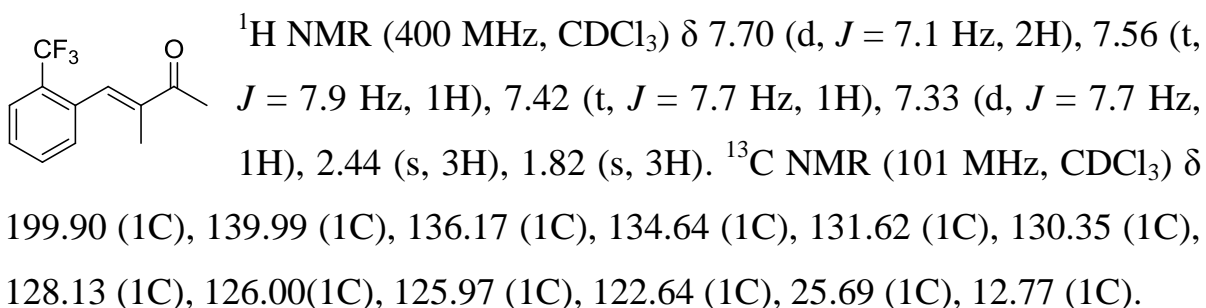 CF₃
O
¹H NMR (400 MHz, CDCl₃) δ 7.70 (d, J = 7.1 Hz, 2H), 7.56 (t,
J = 7.9 Hz, 1H), 7.42 (t, J = 7.7 Hz, 1H), 7.33 (d, J = 7.7 Hz,
1H), 2.44 (s, 3H), 1.82 (s, 3H). ¹³C NMR (101 MHz, CDCl₃) δ
199.90 (1C), 139.99 (1C), 136.17 (1C), 134.64 (1C), 131.62 (1C), 130.35 (1C),
128.13 (1C), 126.00(1C), 125.97 (1C), 122.64 (1C), 25.69 (1C), 12.77 (1C).